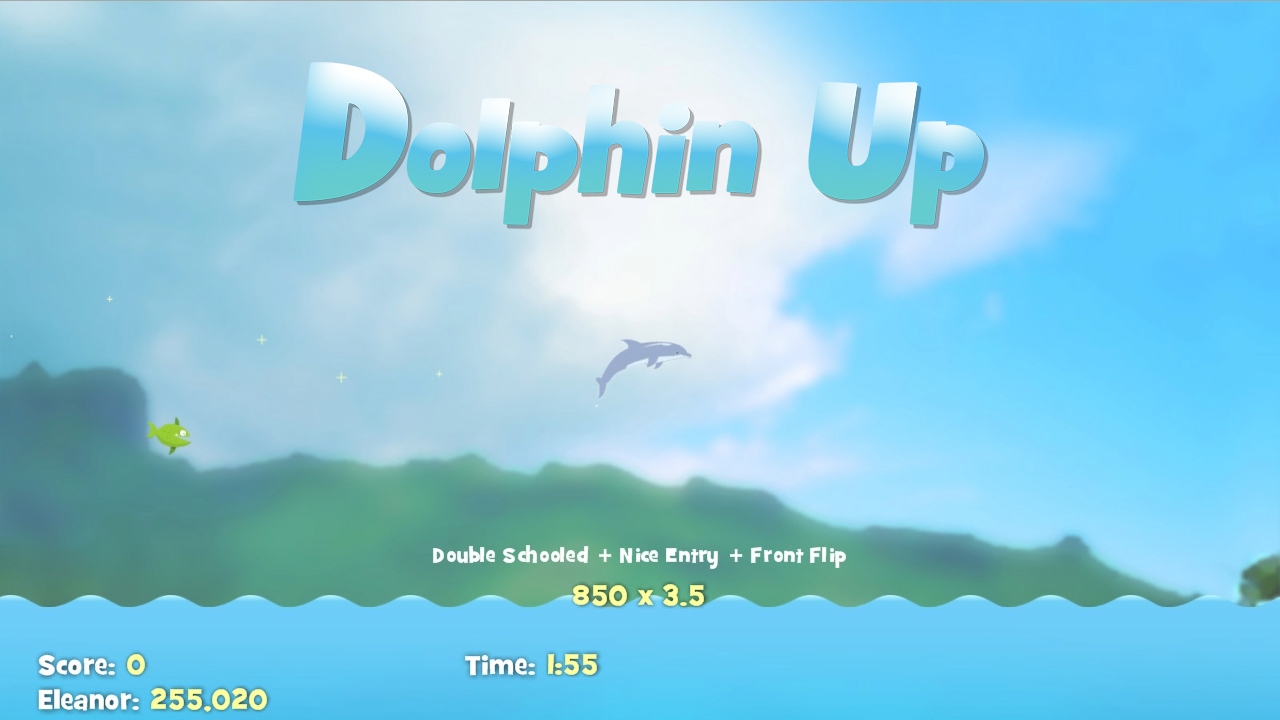 Dolphin Up
Double Schooled + Nice Entry + Front Flip
850 x 3.5
Score: 0
Time: 1:55
Eleanor: 255,020